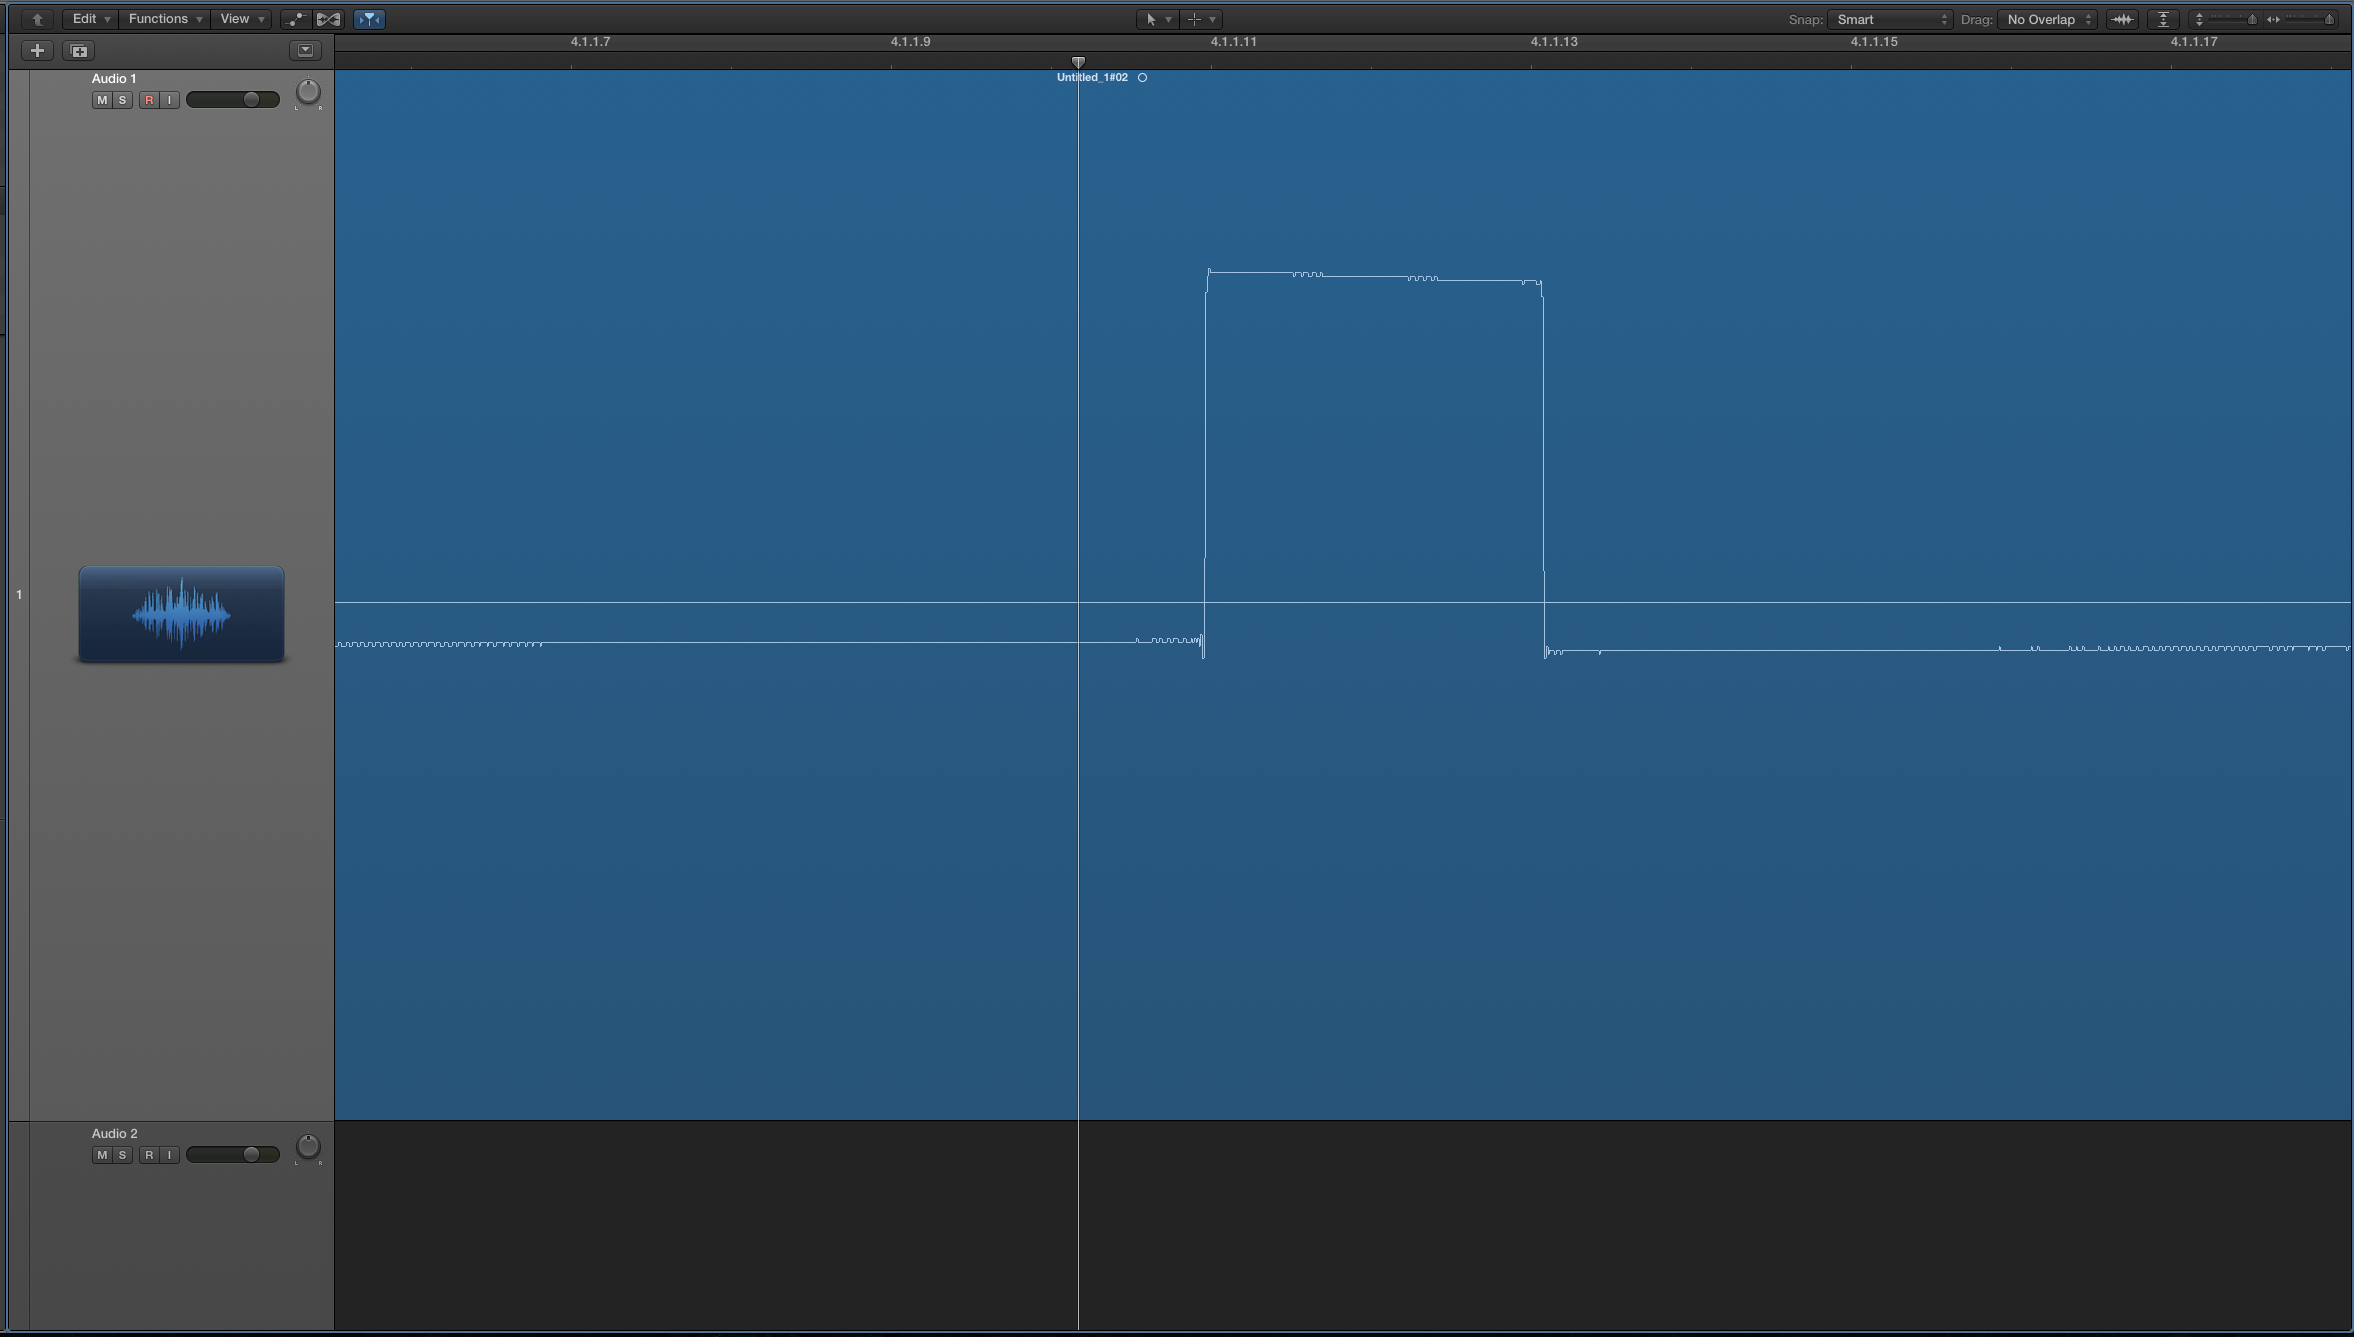 Edit Functions View Snap: Smart Drag: No Overlap
4.1.1.7 4.1.1.9 4.1.1.11 4.1.1.13 4.1.1.15 4.1.1.17
Audio 1 Untitled_1#02
M S R I L R
1
Audio 2
M S R I L R